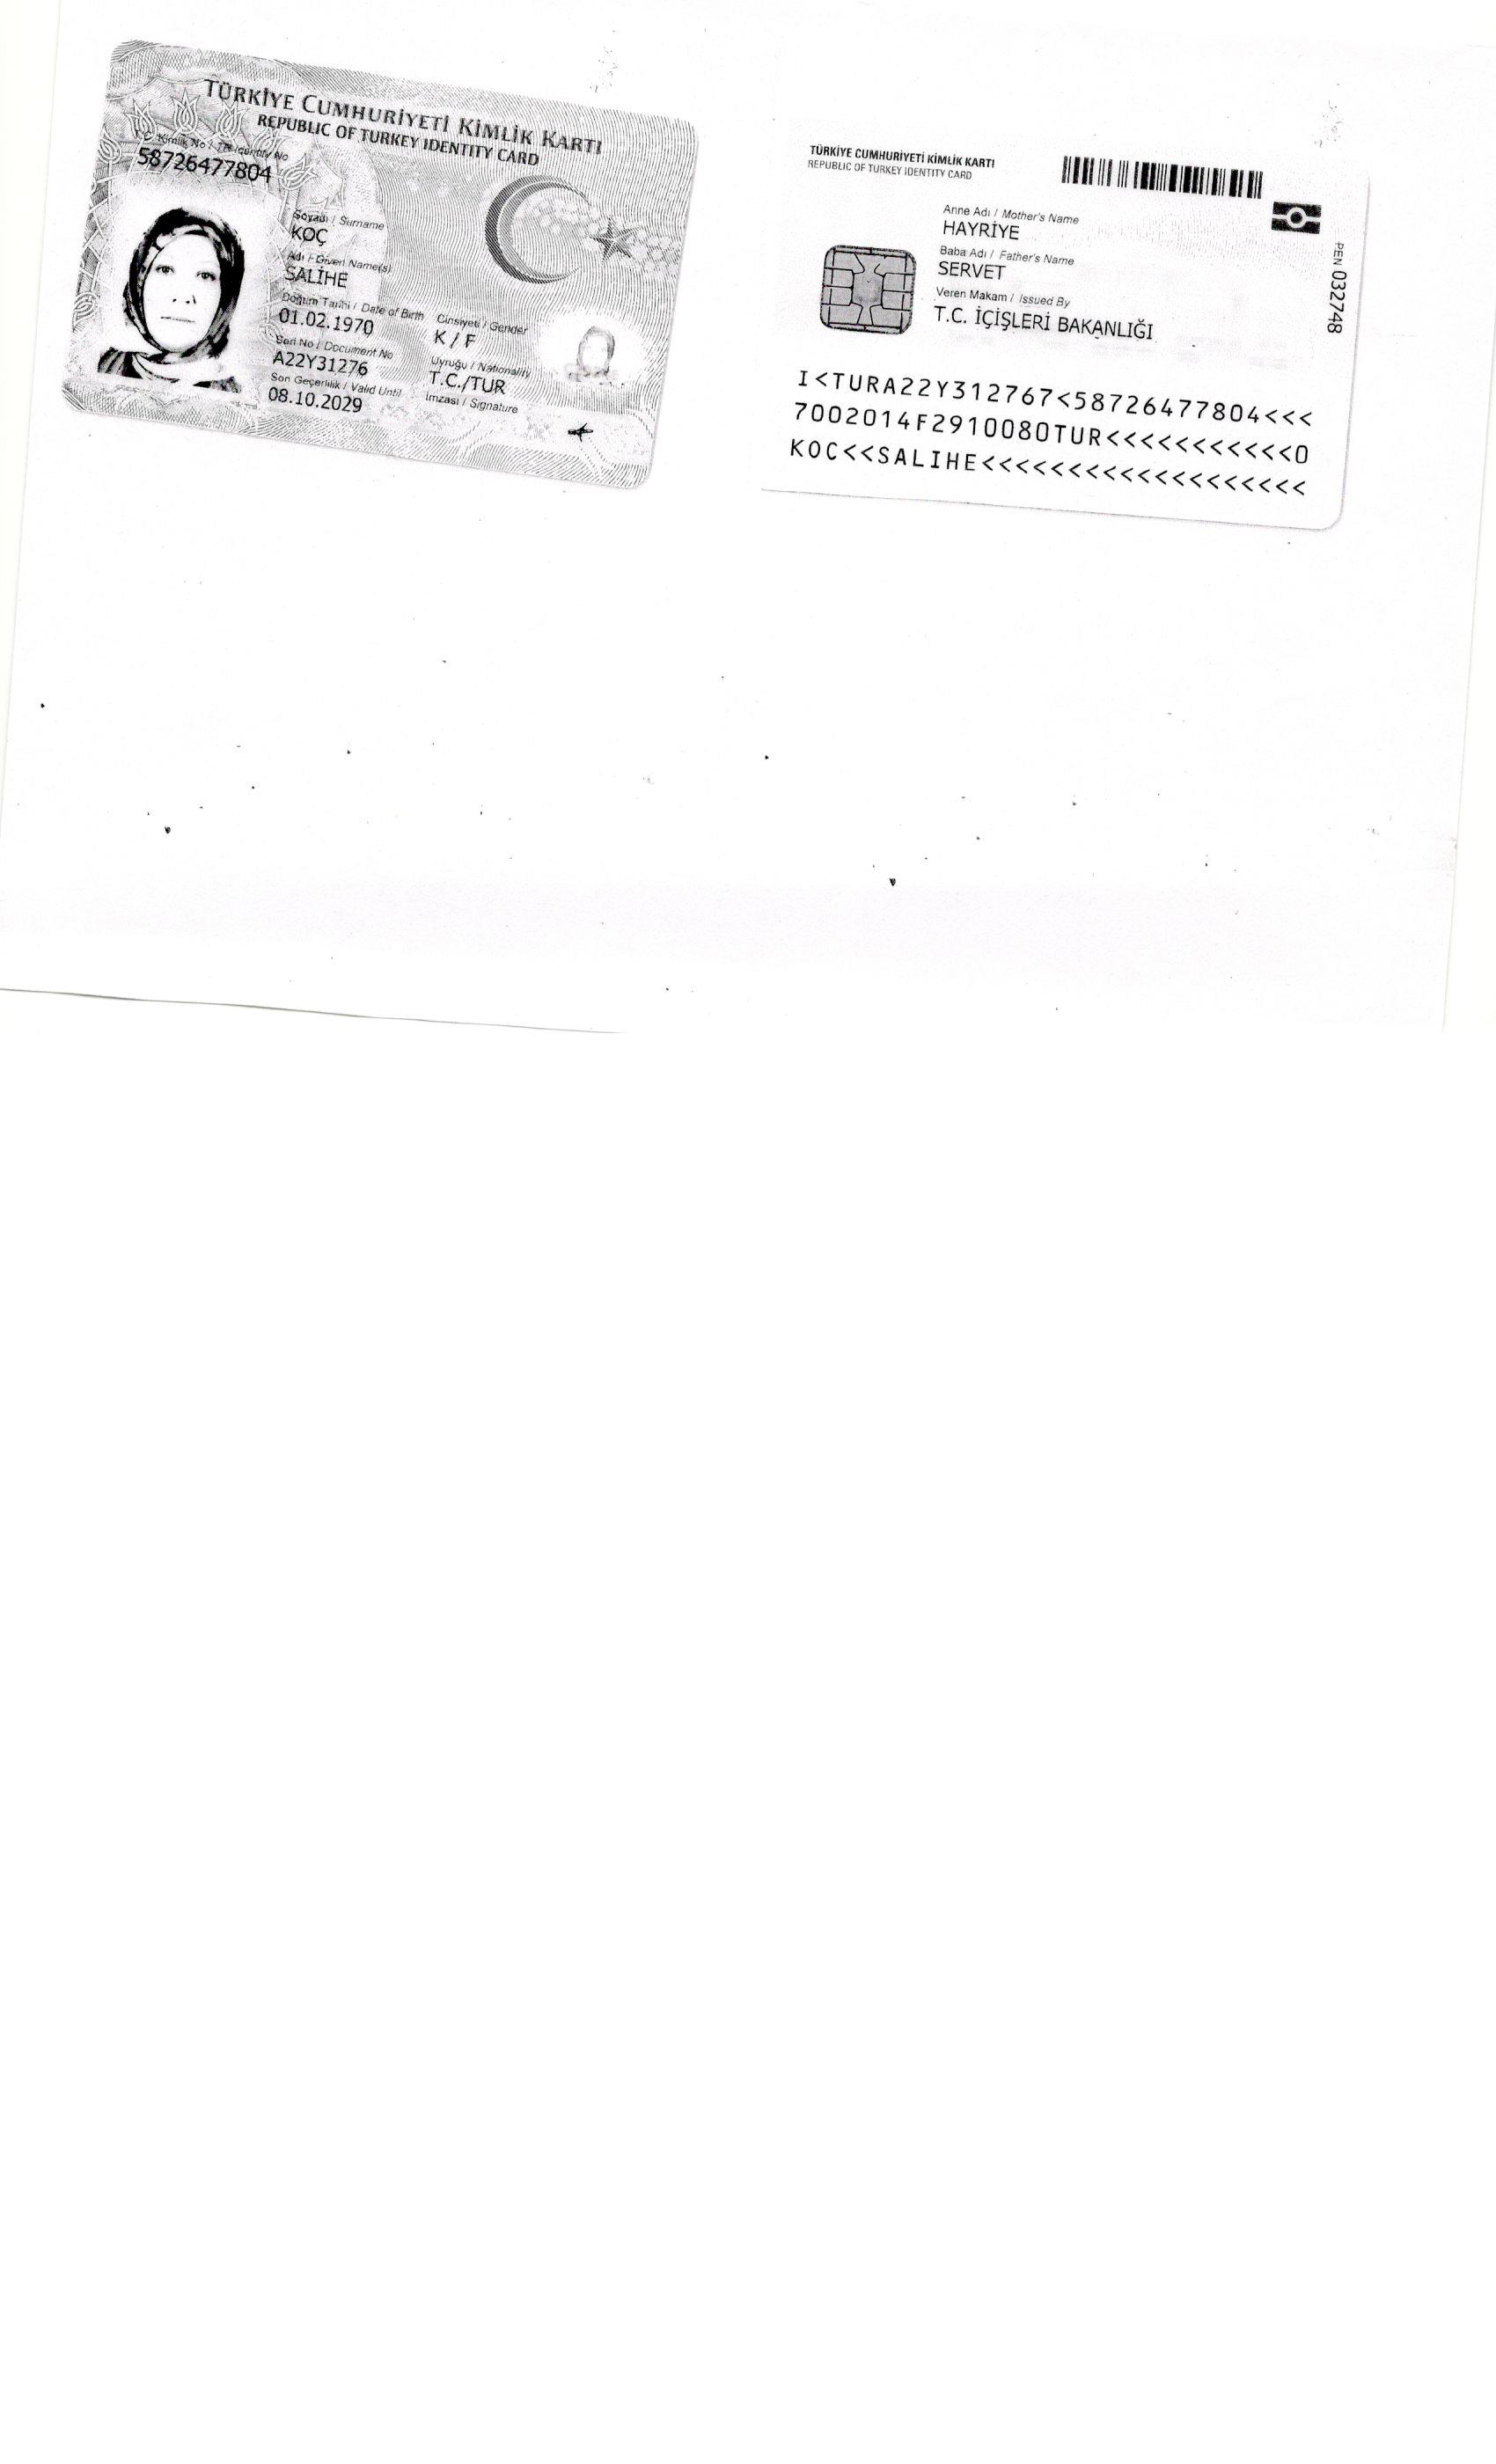 TÜRKİYE CUMHURİYETİ KİMLİK KARTI
REPUBLIC OF TURKEY IDENTITY CARD
T.C. Kimlik No / TR Identity No
58726477804
Soyadı / Surname
KOÇ
Adı / Given Name(s)
SALİHE
Doğum Tarihi / Date of Birth
01.02.1970
Cinsiyeti / Gender
K / F
Seri No / Document No
A22Y31276
Uyruğu / Nationality
T.C./TUR
Son Geçerlilik / Valid Until
08.10.2029
İmzası / Signature
TÜRKİYE CUMHURİYETİ KİMLİK KARTI
REPUBLIC OF TURKEY IDENTITY CARD
Anne Adı / Mother's Name
HAYRİYE
Baba Adı / Father's Name
SERVET
Veren Makam / Issued By
T.C. İÇİŞLERİ BAKANLIĞI
PEN 032748
I<TURA22Y312767<58726477804<<<
7002014F2910080TUR<<<<<<<<<<<0
KOC<<SALIHE<<<<<<<<<<<<<<<<<<<